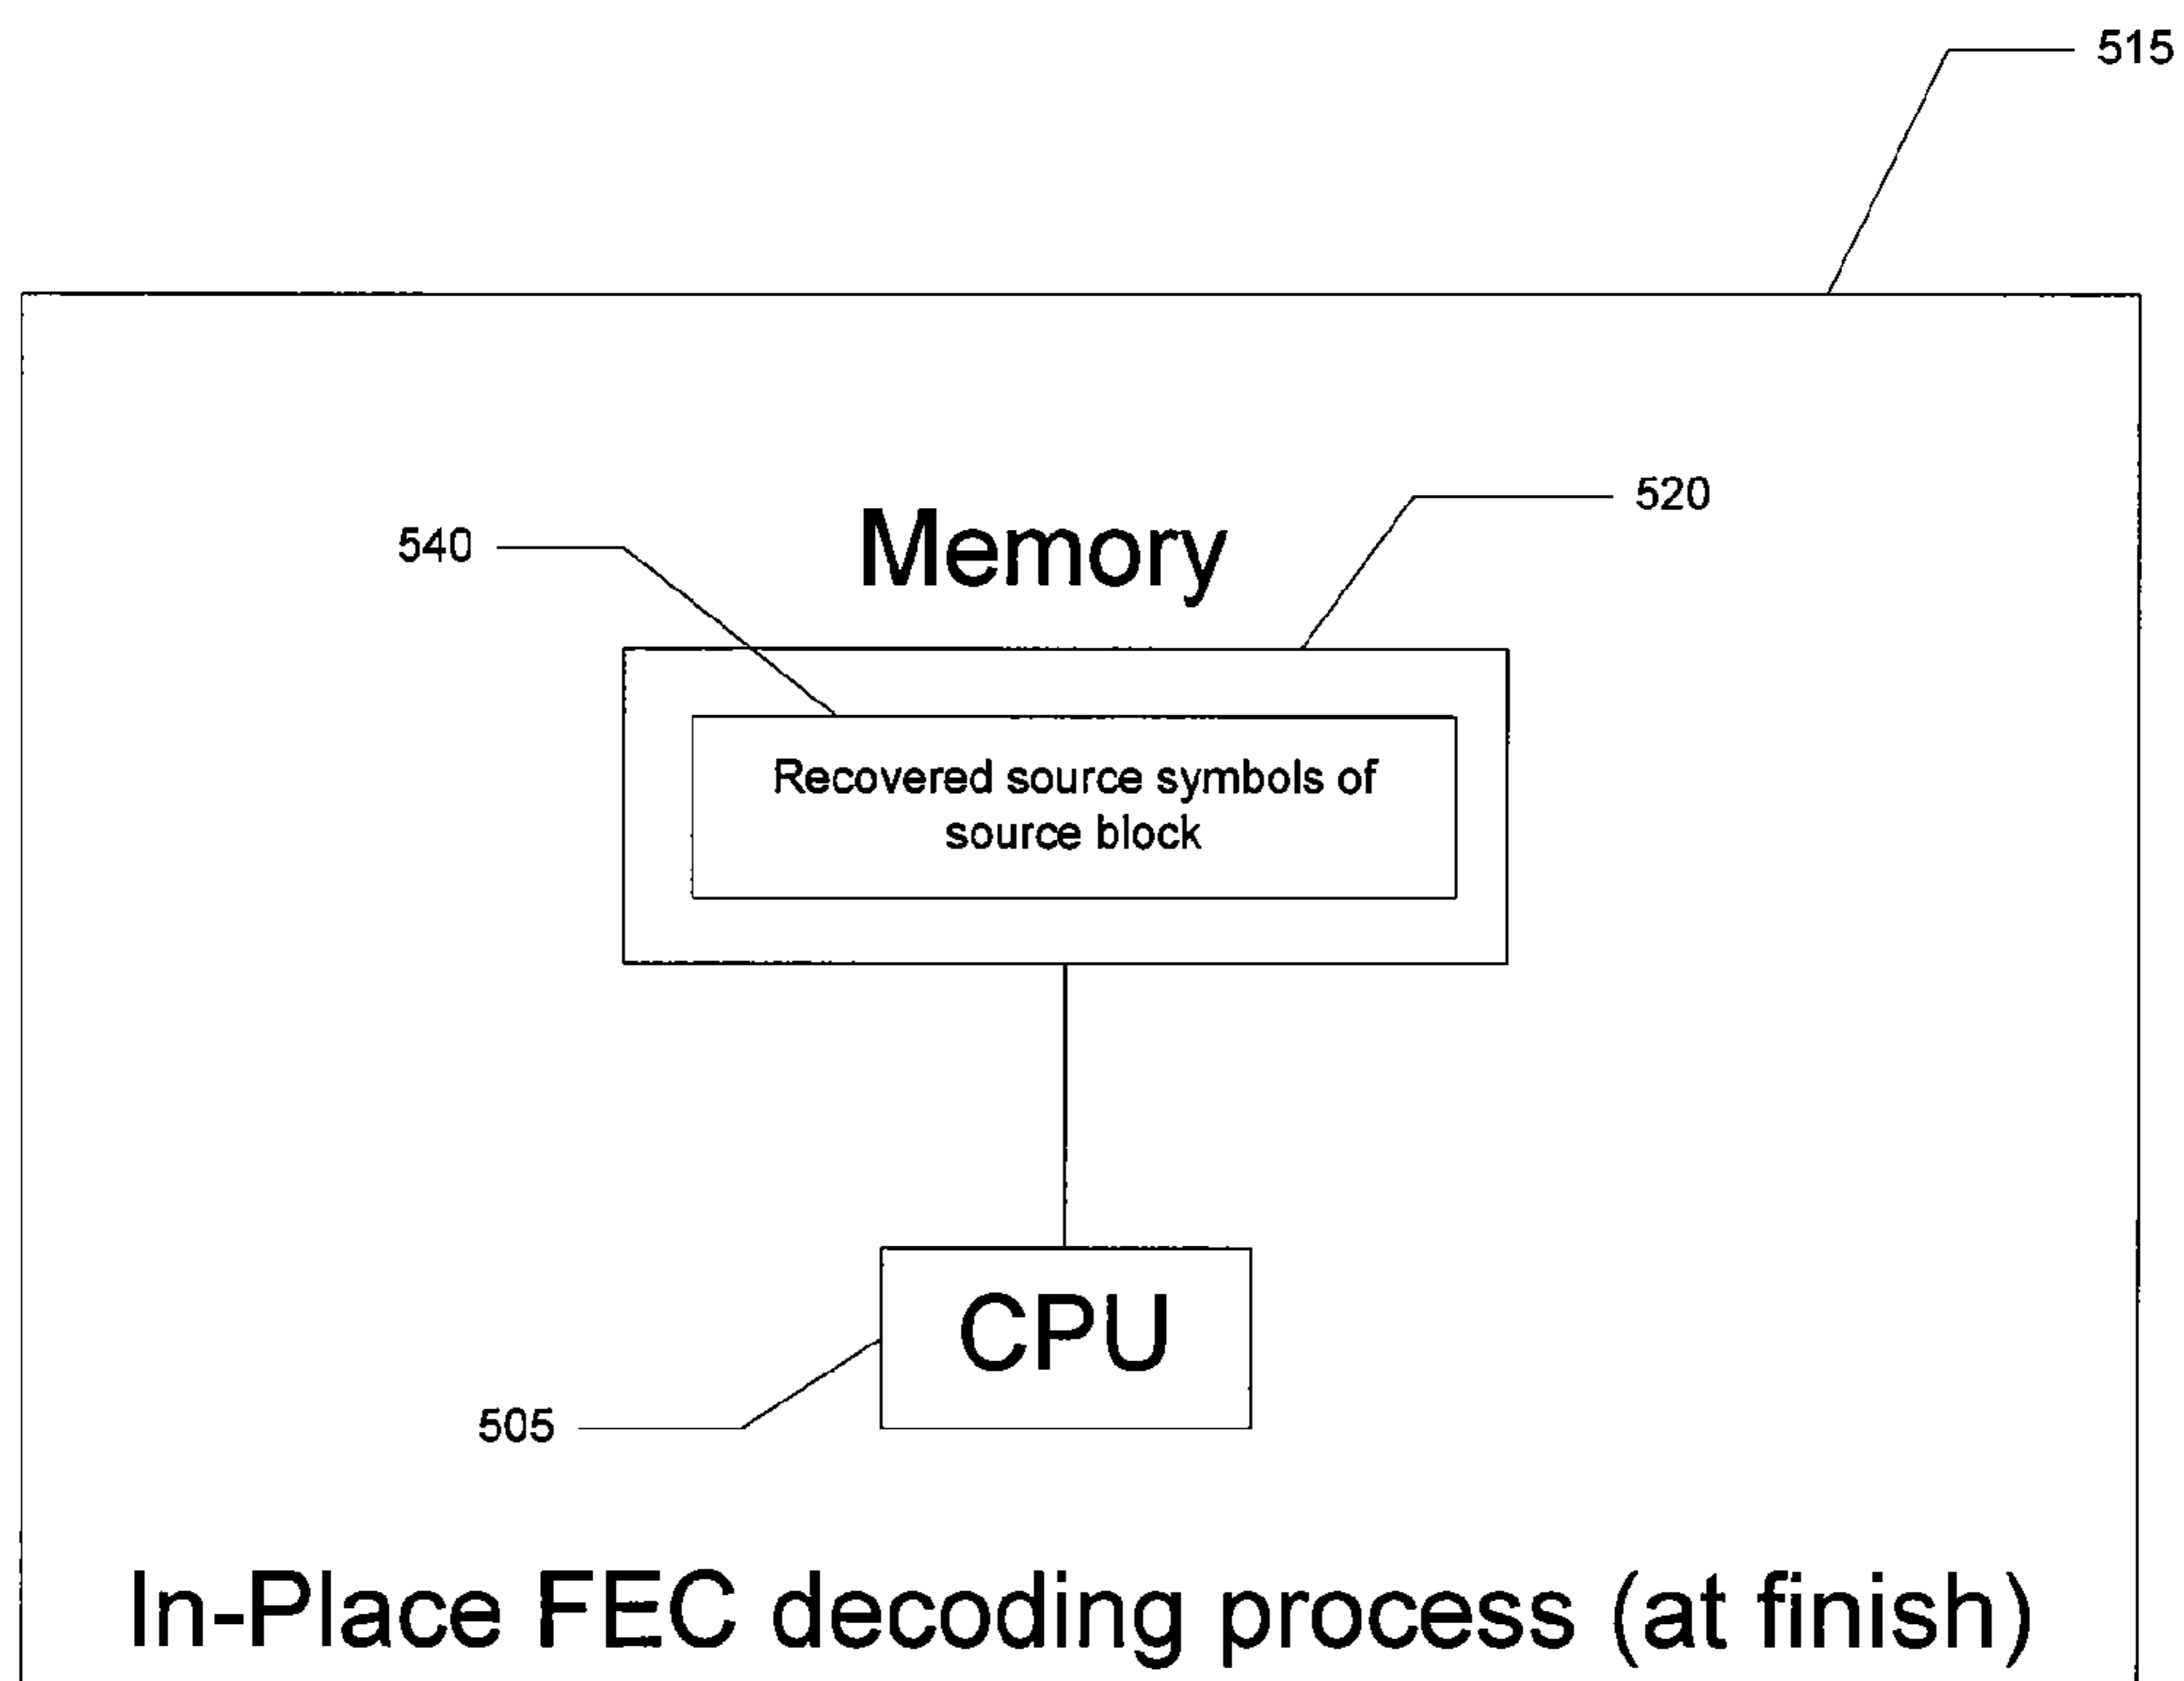 515
520
540
Memory
Recovered source symbols of
source block
CPU
505
In-Place FEC decoding process (at finish)